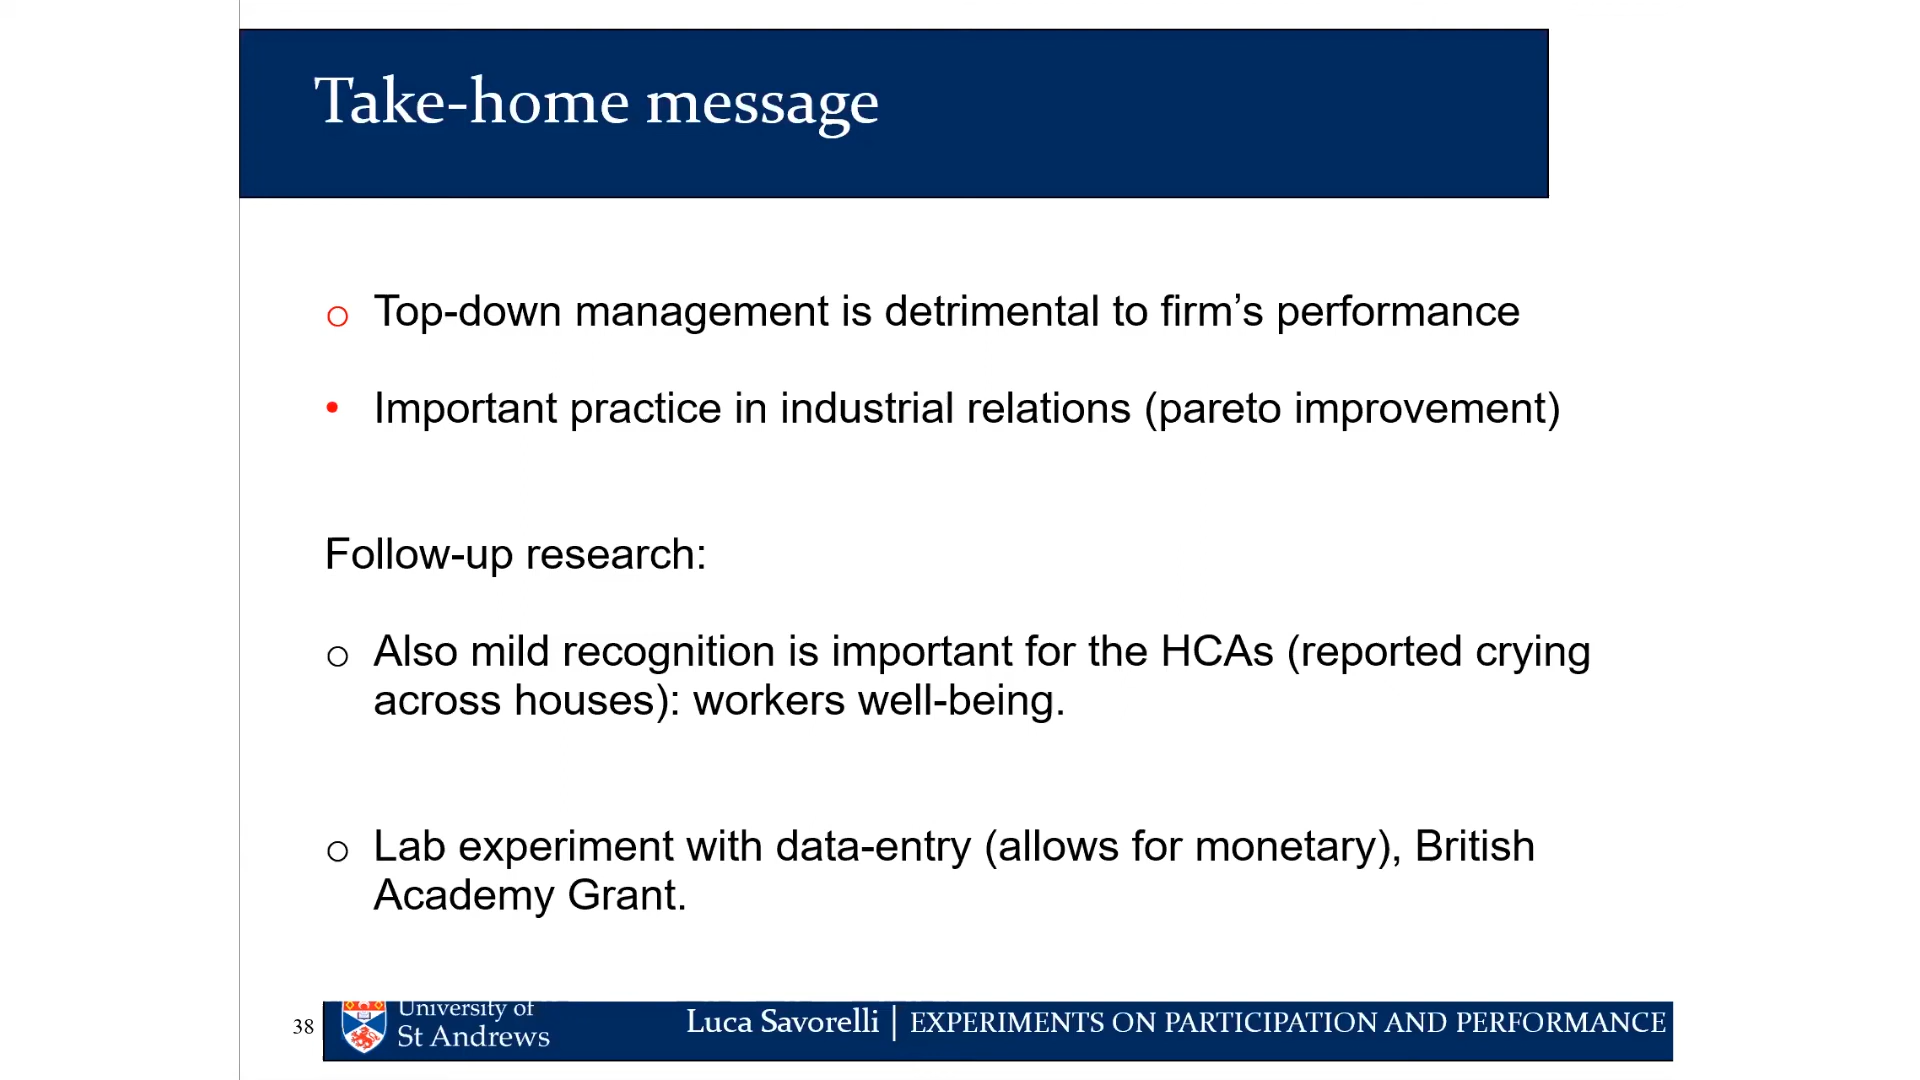 Take-home message
o Top-down management is detrimental to firm’s performance
• Important practice in industrial relations (pareto improvement)
Follow-up research:
o Also mild recognition is important for the HCAs (reported crying
across houses): workers well-being.
o Lab experiment with data-entry (allows for monetary), British
Academy Grant.
38
University of
St Andrews
Luca Savorelli | EXPERIMENTS ON PARTICIPATION AND PERFORMANCE